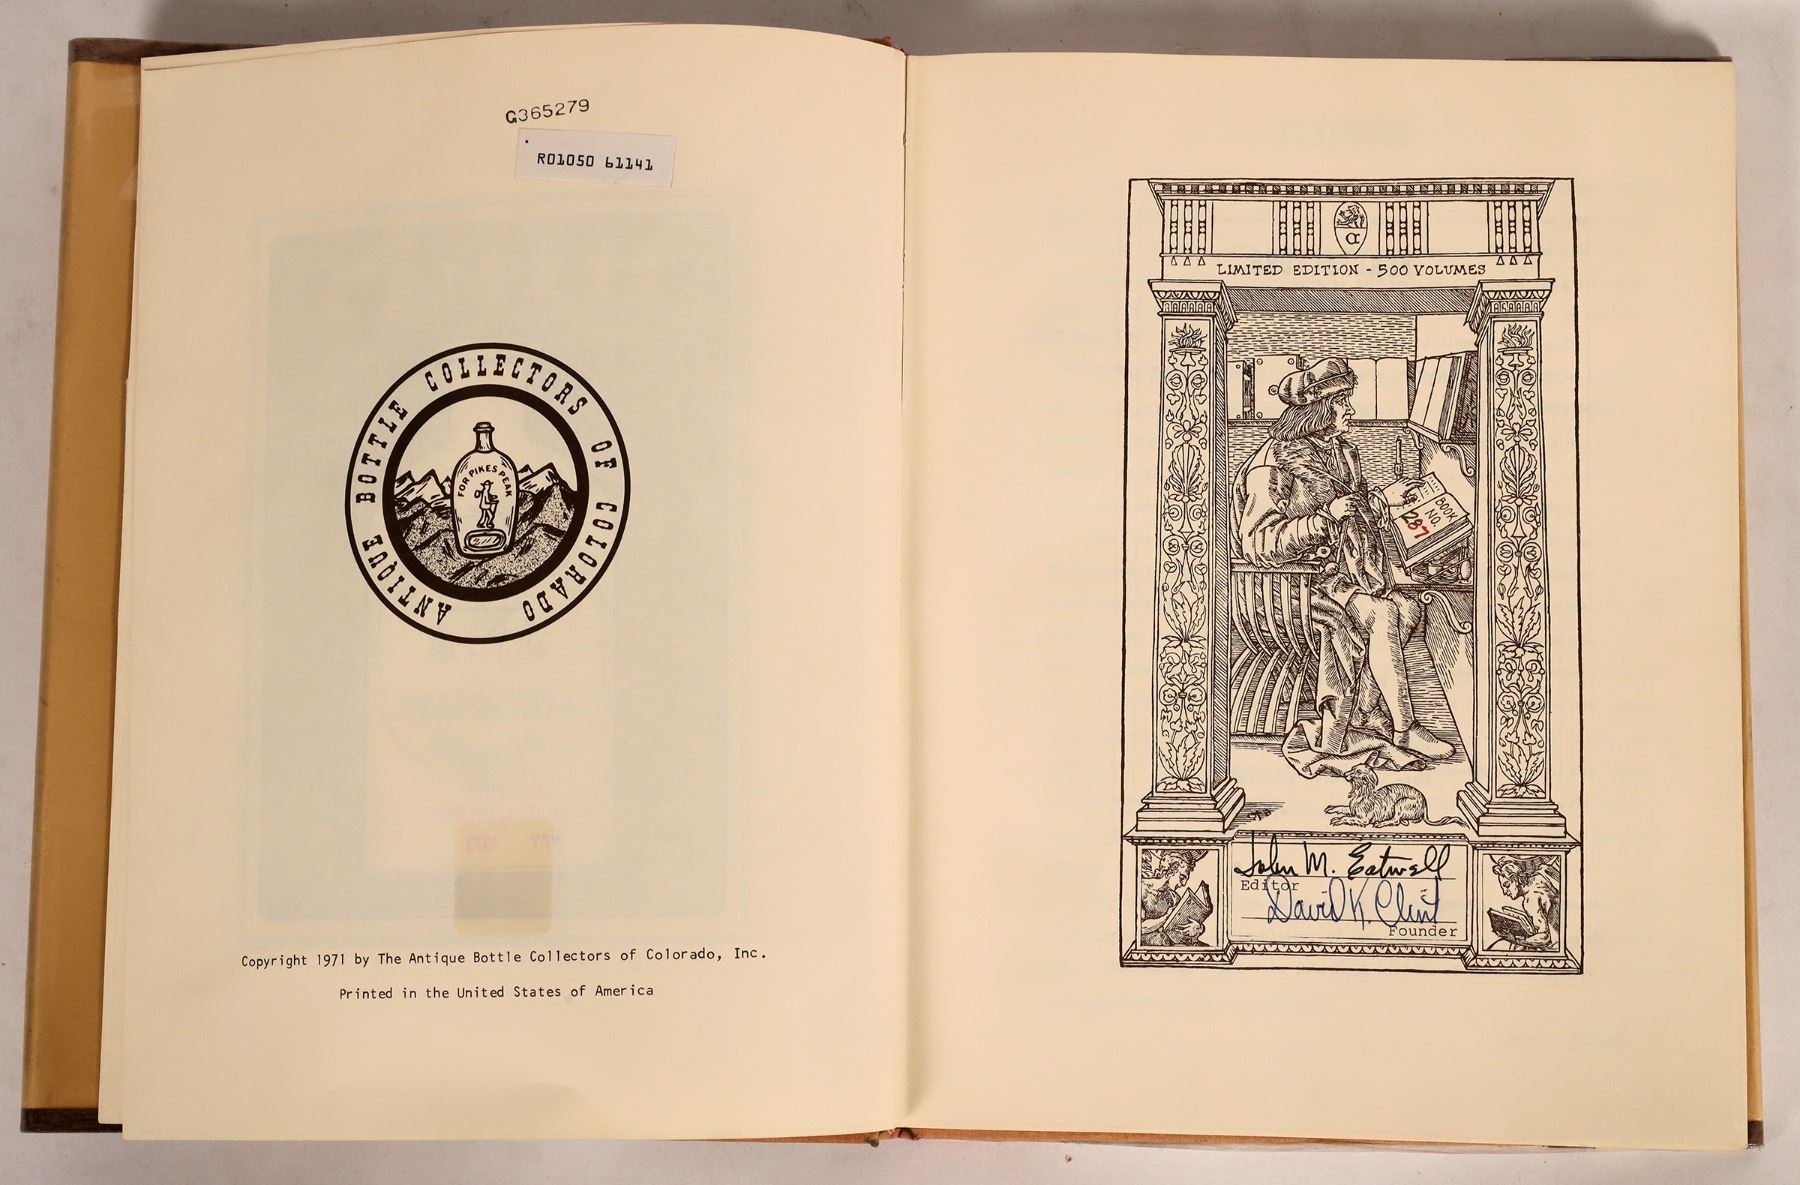 G365279
R01050 61141
ANTIQUE BOTTLE COLLECTORS OF COLORADO
FOR PIKES PEAK
Copyright 1971 by The Antique Bottle Collectors of Colorado, Inc.
Printed in the United States of America
LIMITED EDITION - 500 VOLUMES
BOOK
NO.
287
John M. Eatwell
Editor
David K. Clint
Founder
MAY 1973